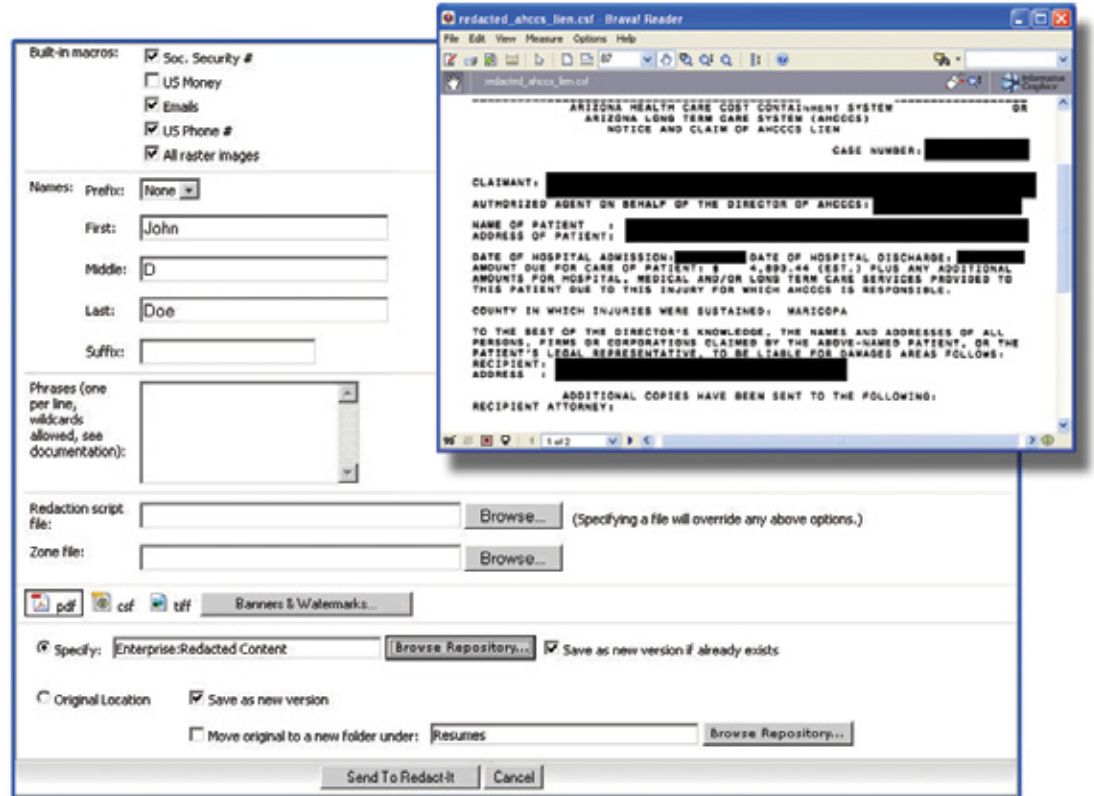 Built-in macros:
Soc. Security #
US Money
Emails
US Phone #
All raster images
Names: Prefix: None
First: John
Middle: D
Last: Doe
Suffix:
Phrases (one
per line,
wildcards
allowed, see
documentation):
Redaction script
file:
Browse... (Specifying a file will override any above options.)
Zone file:
Browse...
pdf csf tiff Banners & Watermarks...
Specify: Enterprise:Redacted Content Browse Repository... Save as new version if already exists
Original Location Save as new version
Move original to a new folder under: Resumes Browse Repository...
Send To Redact-It Cancel
redacted_ahccs_lien.csf - Brava! Reader
File Edit View Measure Options Help
87
redacted_ahccs_lien.csf
Informative
Graphics
ARIZONA HEALTH CARE COST CONTAINMENT SYSTEM OR
ARIZONA LONG TERM CARE SYSTEM (AHCCCS)
NOTICE AND CLAIM OF AHCCCS LIEN
CASE NUMBER:
CLAIMANT:
AUTHORIZED AGENT ON BEHALF OF THE DIRECTOR OF AHCCCS:
NAME OF PATIENT :
ADDRESS OF PATIENT:
DATE OF HOSPITAL ADMISSION: DATE OF HOSPITAL DISCHARGE:
AMOUNT DUE FOR CARE OF PATIENT: $ 4,893.44 (EST.) PLUS ANY ADDITIONAL
AMOUNTS FOR HOSPITAL, MEDICAL AND/OR LONG TERM CARE SERVICES PROVIDED TO
THIS PATIENT DUE TO THIS INJURY FOR WHICH AHCCCS IS RESPONSIBLE.
COUNTY IN WHICH INJURIES WERE SUSTAINED: MARICOPA
TO THE BEST OF THE DIRECTOR'S KNOWLEDGE, THE NAMES AND ADDRESSES OF ALL
PERSONS, FIRMS OR CORPORATIONS CLAIMED BY THE ABOVE-NAMED PATIENT, OR THE
PATIENT'S LEGAL REPRESENTATIVE, TO BE LIABLE FOR DAMAGES AREAS FOLLOWS:
RECIPIENT:
ADDRESS :
ADDITIONAL COPIES HAVE BEEN SENT TO THE FOLLOWING:
RECIPIENT ATTORNEY:
1 of 2